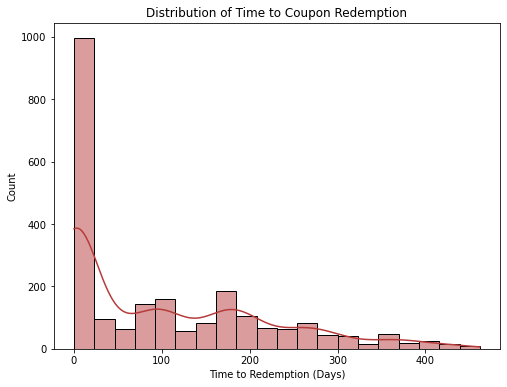 Distribution of Time to Coupon Redemption
1000
800
600
400
200
0
Count
0 100 200 300 400
Time to Redemption (Days)